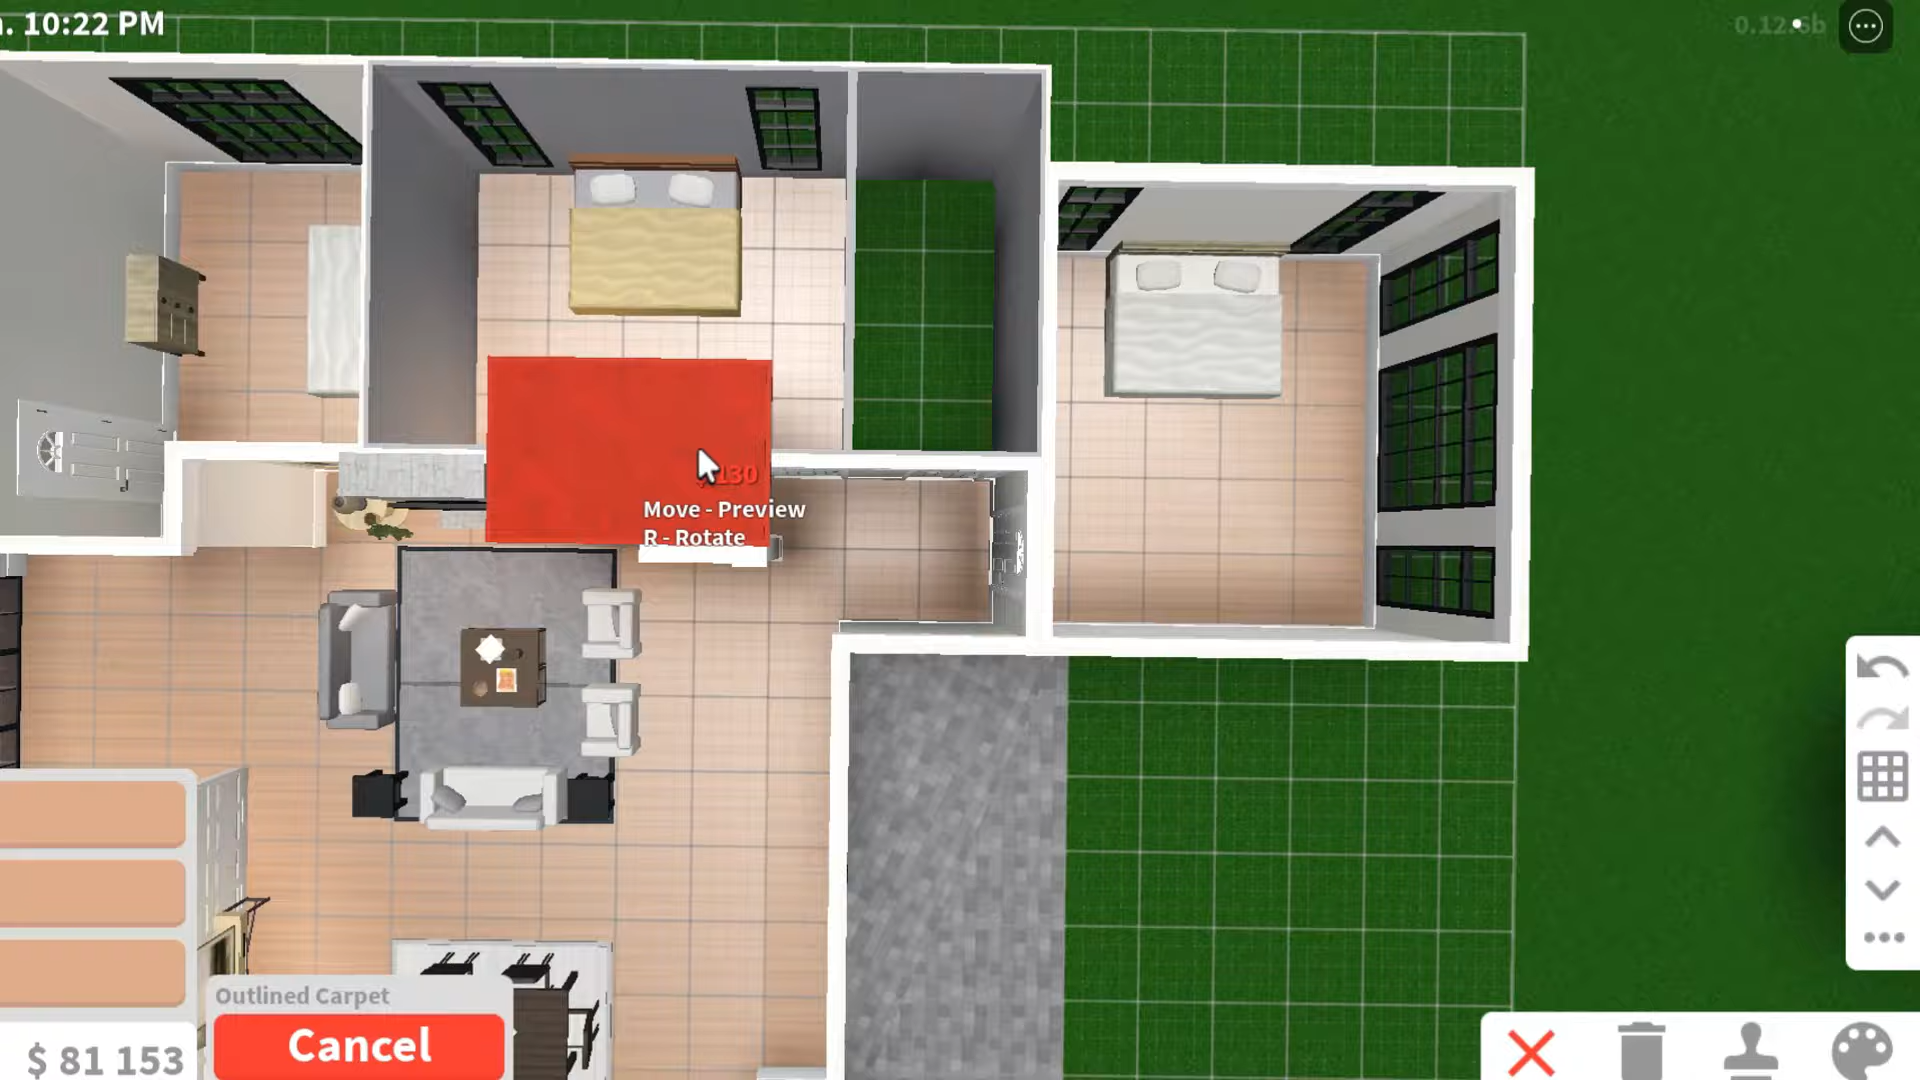 . 10:22 PM
130
Move - Preview
R - Rotate
Outlined Carpet
Cancel
$ 81 153